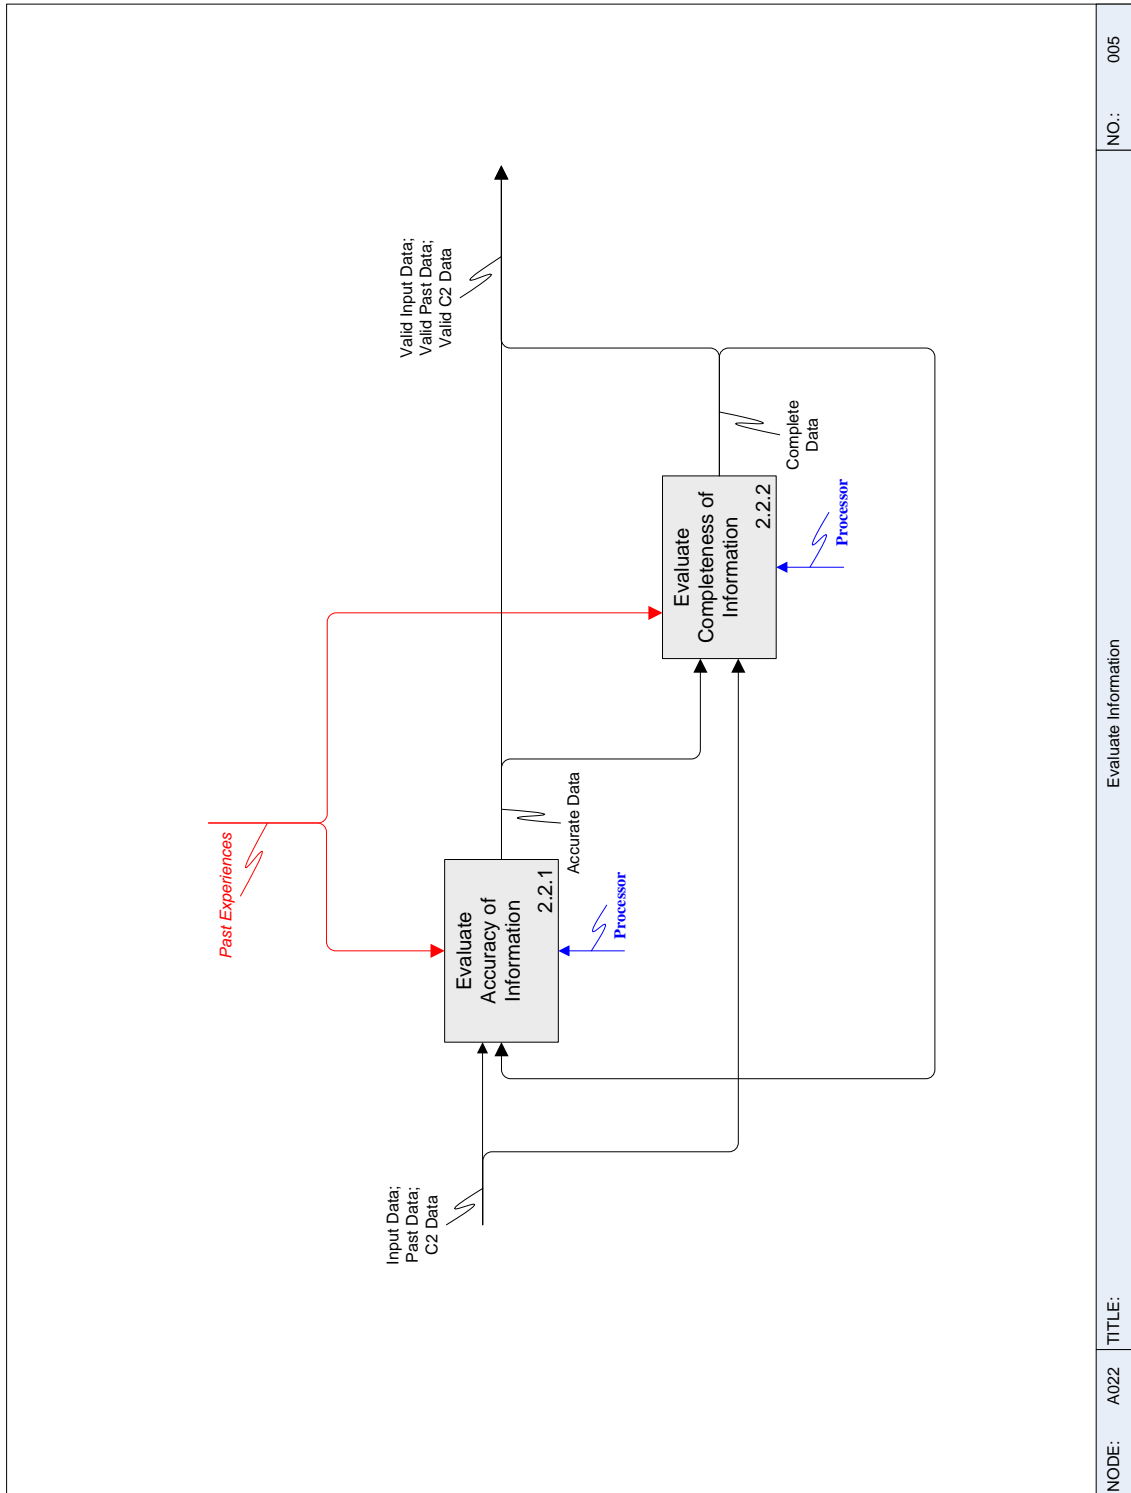 Past Experiences
Valid Input Data;
Valid Past Data;
Valid C2 Data
Input Data;
Past Data;
C2 Data
Evaluate
Accuracy of
Information
2.2.1
Processor
Accurate Data
Evaluate
Completeness of
Information
2.2.2
Processor
Complete
Data
NODE: A022 TITLE: Evaluate Information NO.: 005